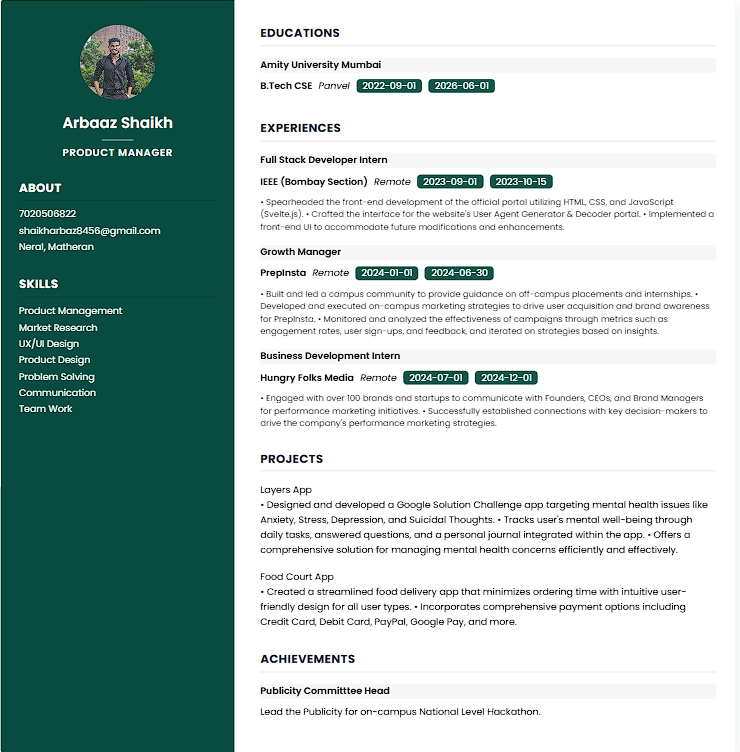 Arbaaz Shaikh
PRODUCT MANAGER
ABOUT
7020506822
shaikharbaz8456@gmail.com
Neral, Matheran
SKILLS
Product Management
Market Research
UX/UI Design
Product Design
Problem Solving
Communication
Team Work
EDUCATIONS
Amity University Mumbai
B.Tech CSE Panvel 2022-09-01 2026-06-01
EXPERIENCES
Full Stack Developer Intern
IEEE (Bombay Section) Remote 2023-09-01 2023-10-15
• Spearheaded the front-end development of the official portal utilizing HTML, CSS, and JavaScript
(Svelte.js). • Crafted the interface for the website's User Agent Generator & Decoder portal. • Implemented a
front-end UI to accommodate future modifications and enhancements.
Growth Manager
PrepInsta Remote 2024-01-01 2024-06-30
• Built and led a campus community to provide guidance on off-campus placements and internships. •
Developed and executed on-campus marketing strategies to drive user acquisition and brand awareness
for PrepInsta. • Monitored and analyzed the effectiveness of campaigns through metrics such as
engagement rates, user sign-ups, and feedback, and iterated on strategies based on insights.
Business Development Intern
Hungry Folks Media Remote 2024-07-01 2024-12-01
• Engaged with over 100 brands and startups to communicate with Founders, CEOs, and Brand Managers
for performance marketing initiatives. • Successfully established connections with key decision-makers to
drive the company's performance marketing strategies.
PROJECTS
Layers App
• Designed and developed a Google Solution Challenge app targeting mental health issues like
Anxiety, Stress, Depression, and Suicidal Thoughts. • Tracks user's mental well-being through
daily tasks, answered questions, and a personal journal integrated within the app. • Offers a
comprehensive solution for managing mental health concerns efficiently and effectively.
Food Court App
• Created a streamlined food delivery app that minimizes ordering time with intuitive user-
friendly design for all user types. • Incorporates comprehensive payment options including
Credit Card, Debit Card, PayPal, Google Pay, and more.
ACHIEVEMENTS
Publicity Committtee Head
Lead the Publicity for on-campus National Level Hackathon.